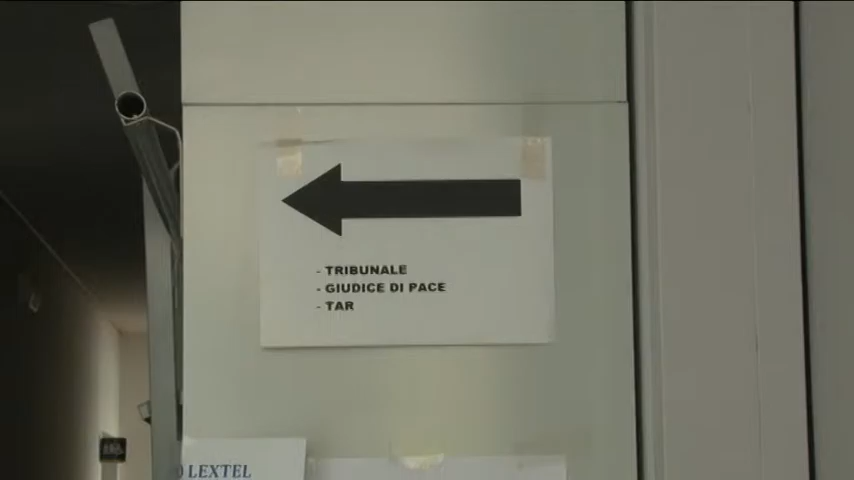 - TRIBUNALE
- GIUDICE DI PACE
- TAR
LEXTEL